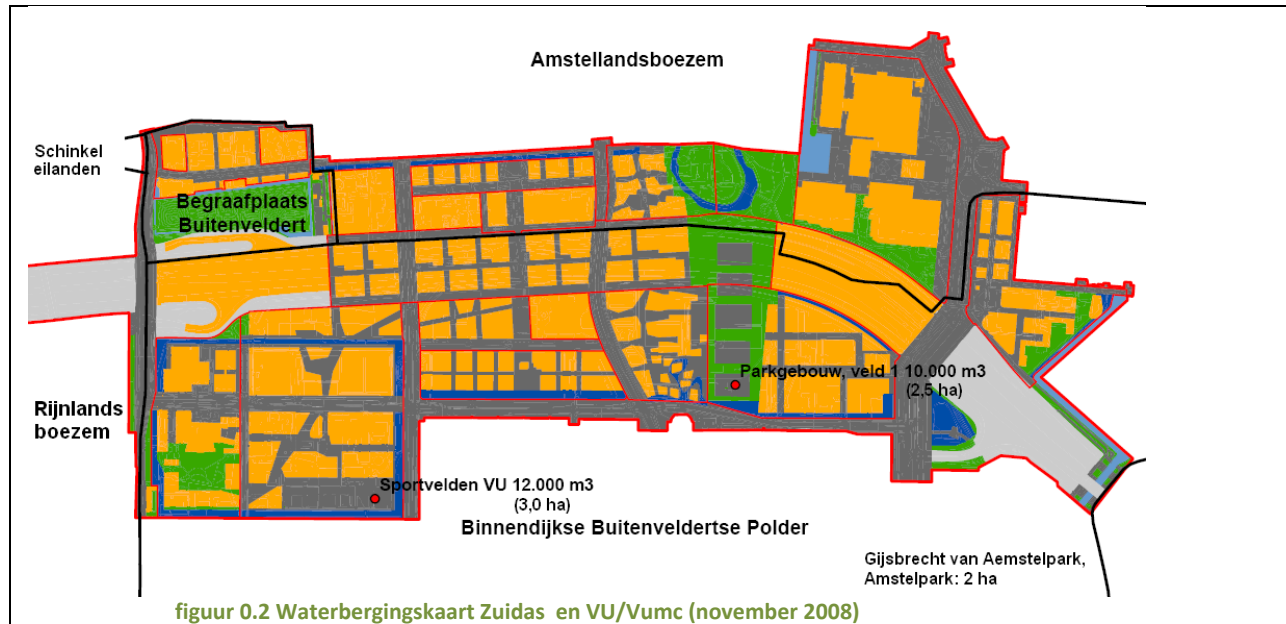 Amstellandsboezem
Schinkel
eilanden
Begraafplaats
Buitenveldert
Parkgebouw, veld 1 10.000 m3
(2,5 ha)
Rijnlands
boezem
Sportvelden VU 12.000 m3
(3,0 ha)
Binnendijkse Buitenveldertse Polder
Gijsbrecht van Aemstelpark,
Amstelpark: 2 ha
figuur 0.2 Waterbergingskaart Zuidas en VU/Vumc (november 2008)